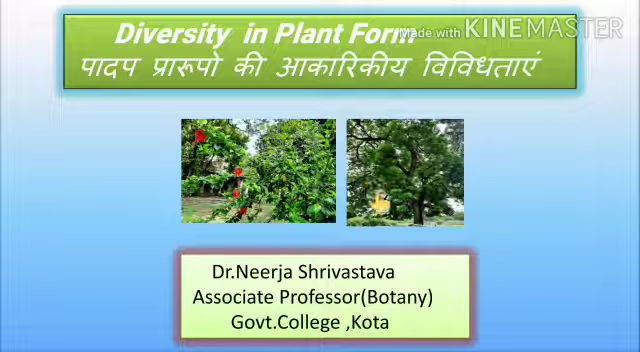 Diversity in Plant Form
Made with KINEMASTER
पादप प्रारूपो की आकारिकीय विविधताएं
Dr.Neerja Shrivastava
Associate Professor(Botany)
Govt.College ,Kota